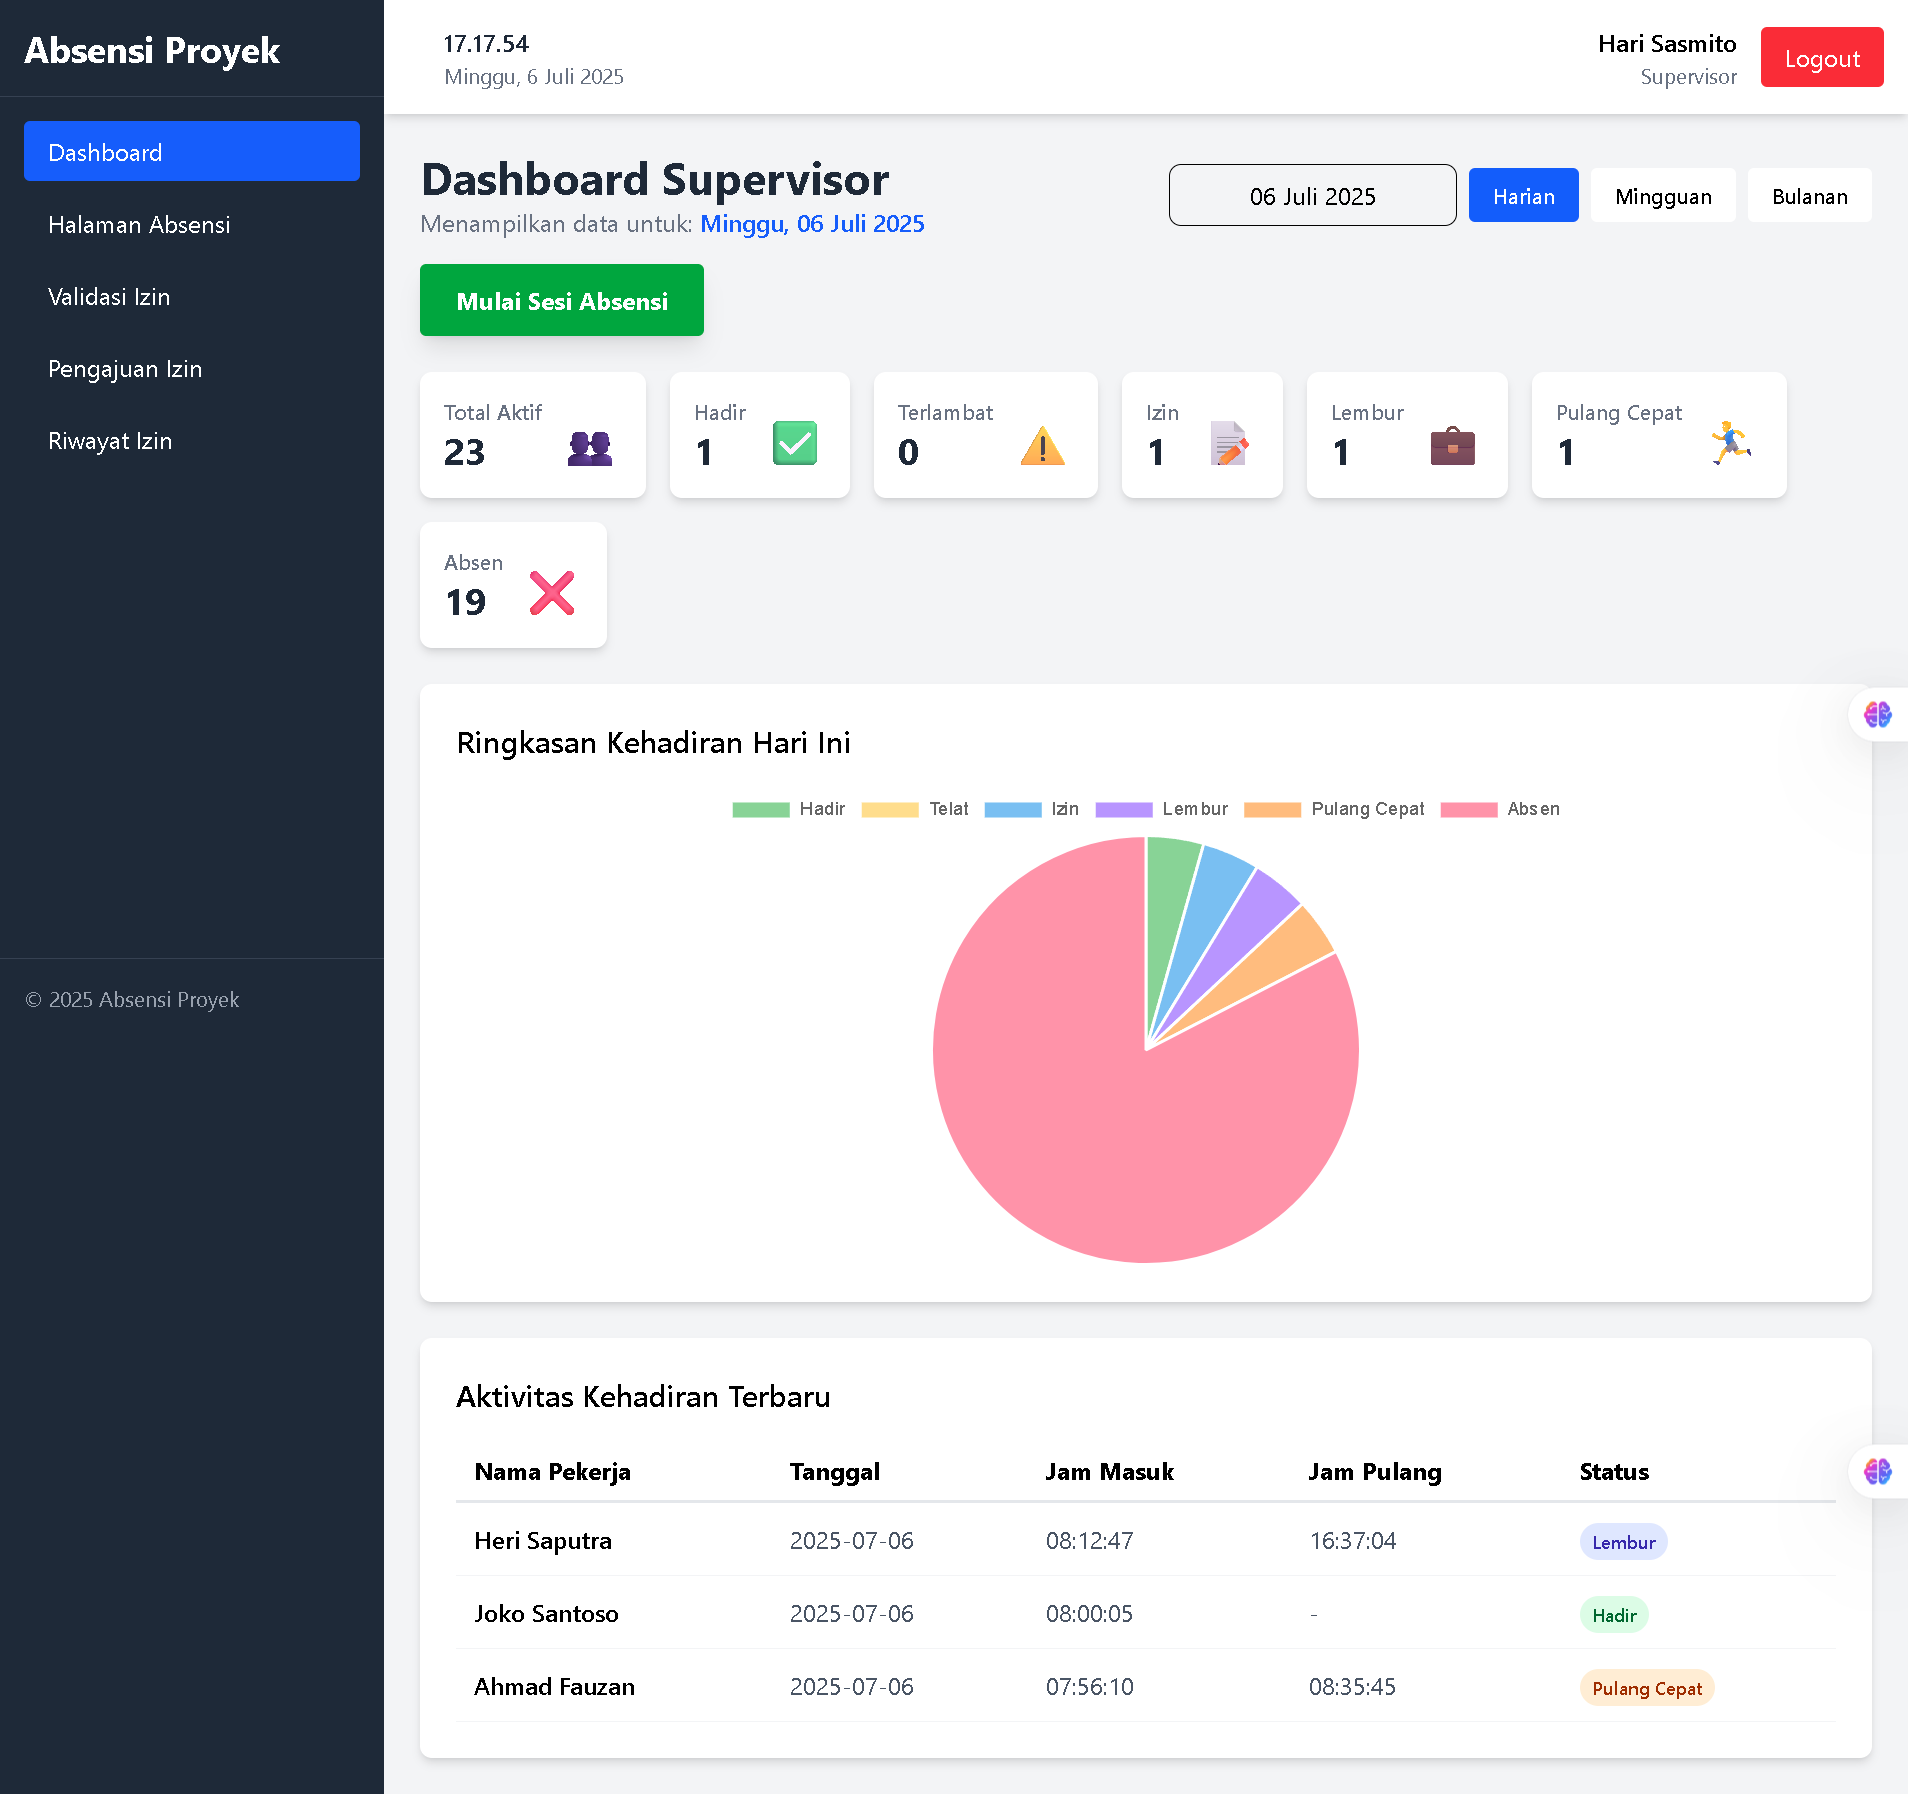 Absensi Proyek
Dashboard
Halaman Absensi
Validasi Izin
Pengajuan Izin
Riwayat Izin
© 2025 Absensi Proyek
17.17.54
Minggu, 6 Juli 2025
Hari Sasmito
Supervisor
Logout
Dashboard Supervisor
Menampilkan data untuk: Minggu, 06 Juli 2025
06 Juli 2025
Harian
Mingguan
Bulanan
Mulai Sesi Absensi
Total Aktif
23
Hadir
1
Terlambat
0
Izin
1
Lembur
1
Pulang Cepat
1
Absen
19
Ringkasan Kehadiran Hari Ini
Hadir Telat Izin Lembur Pulang Cepat Absen
Aktivitas Kehadiran Terbaru
Nama Pekerja Tanggal Jam Masuk Jam Pulang Status
Heri Saputra 2025-07-06 08:12:47 16:37:04 Lembur
Joko Santoso 2025-07-06 08:00:05 - Hadir
Ahmad Fauzan 2025-07-06 07:56:10 08:35:45 Pulang Cepat